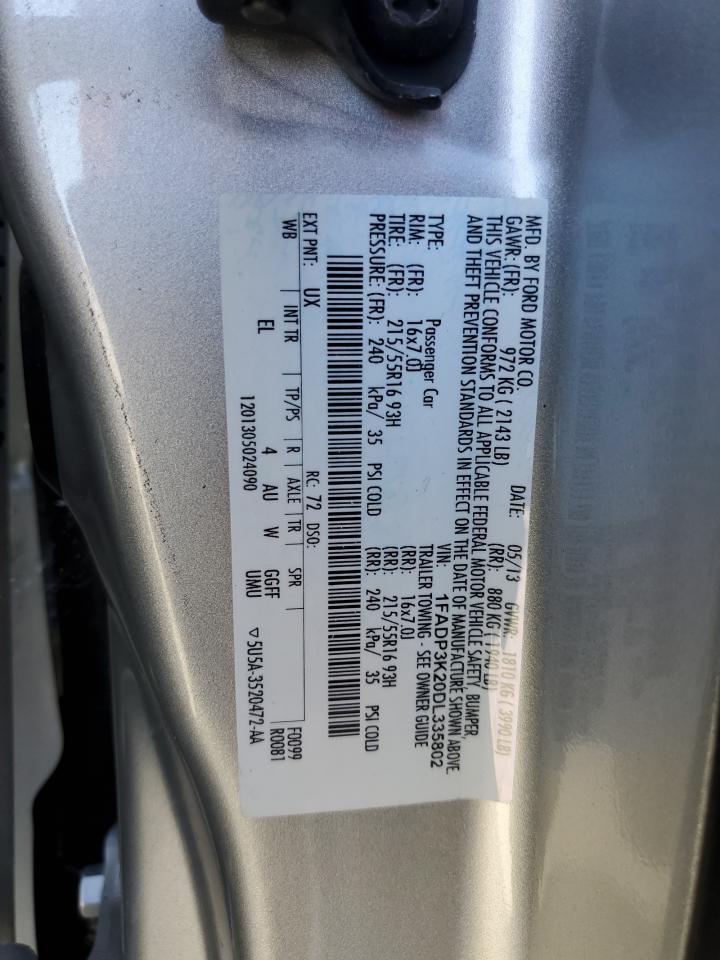 MFD. BY FORD MOTOR CO.
DATE: 05/13 GVWR: 1810 KG ( 3990 LB)
GAWR: (FR): 972 KG ( 2143 LB) (RR): 880 KG ( 1940 LB)
THIS VEHICLE CONFORMS TO ALL APPLICABLE FEDERAL MOTOR VEHICLE SAFETY, BUMPER,
AND THEFT PREVENTION STANDARDS IN EFFECT ON THE DATE OF MANUFACTURE SHOWN ABOVE.
VIN: 1FADP3K20DL335802
TYPE: Passenger Car TRAILER TOWING - SEE OWNER GUIDE
RIM: (FR): 16x7.0J (RR): 16x7.0J
TIRE: (FR): 215/55R16 93H (RR): 215/55R16 93H
PRESSURE: (FR): 240 kPa/ 35 PSI COLD (RR): 240 kPa/ 35 PSI COLD
EXT PNT: UX RC: 72 DSO: F0099
WB INT TR TP/PS R AXLE TR SPR R0081
EL 4 AU W GGFF
1201305024090 UMU ▽5U5A-3520472-AA